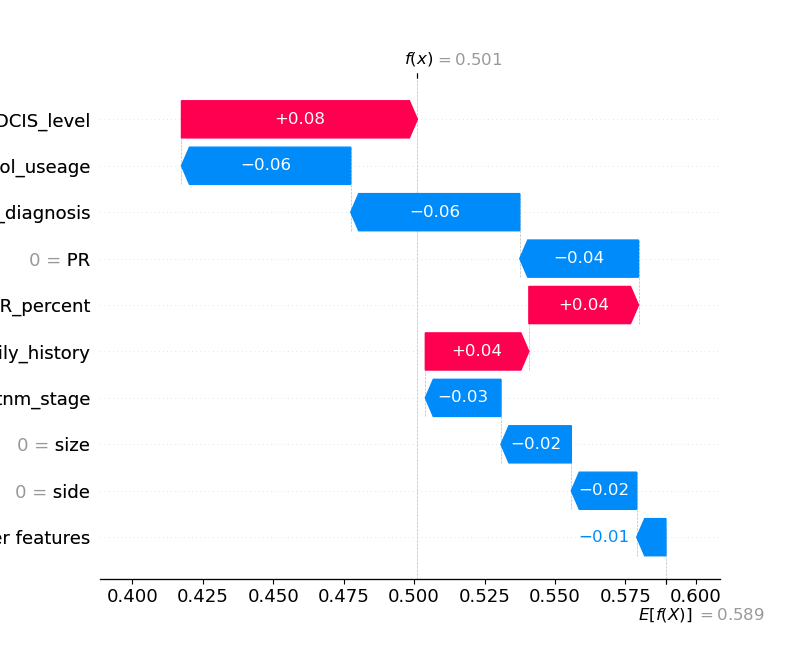 f(x) = 0.501
DCIS_level
+0.08
ol_useage
−0.06
_diagnosis
−0.06
0 = PR
−0.04
R_percent
+0.04
ily_history
+0.04
tnm_stage
−0.03
0 = size
−0.02
0 = side
−0.02
er features
−0.01
0.400 0.425 0.450 0.475 0.500 0.525 0.550 0.575 0.600
E[f(X)] = 0.589